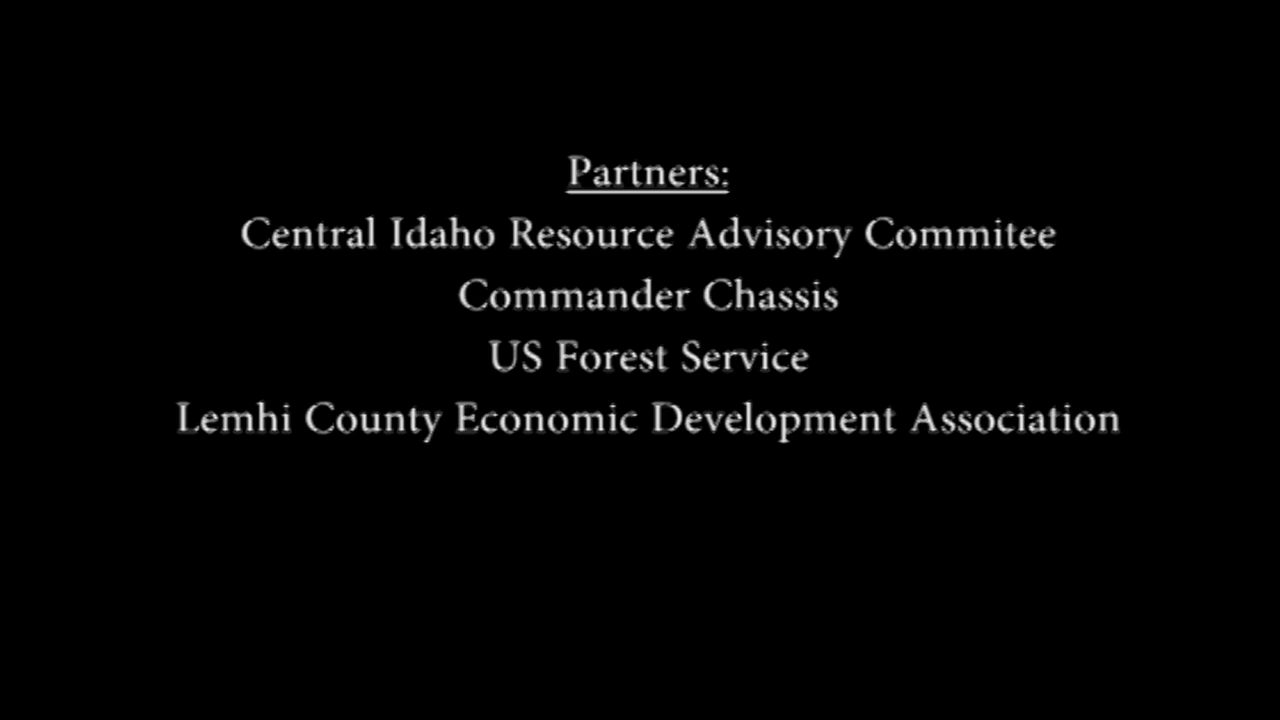 Partners:
Central Idaho Resource Advisory Commitee
Commander Chassis
US Forest Service
Lemhi County Economic Development Association